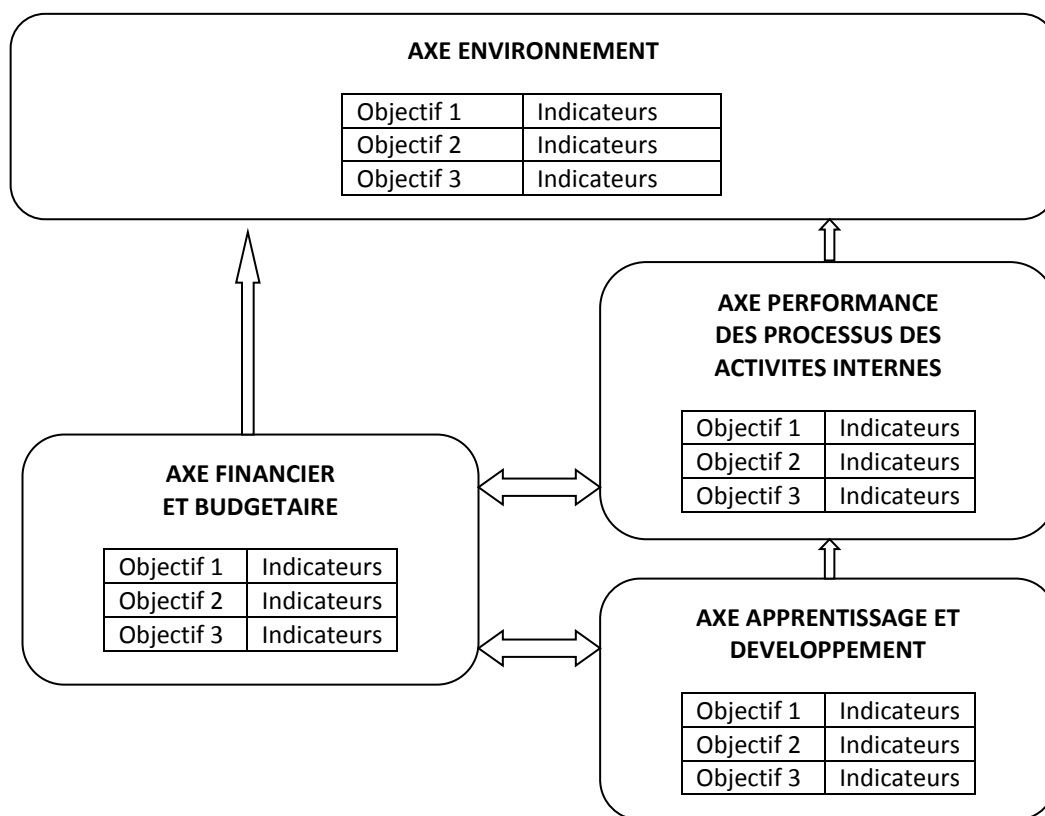 AXE ENVIRONNEMENT
Objectif 1 Indicateurs
Objectif 2 Indicateurs
Objectif 3 Indicateurs
AXE PERFORMANCE
DES PROCESSUS DES
ACTIVITES INTERNES
Objectif 1 Indicateurs
Objectif 2 Indicateurs
Objectif 3 Indicateurs
AXE FINANCIER
ET BUDGETAIRE
Objectif 1 Indicateurs
Objectif 2 Indicateurs
Objectif 3 Indicateurs
AXE APPRENTISSAGE ET
DEVELOPPEMENT
Objectif 1 Indicateurs
Objectif 2 Indicateurs
Objectif 3 Indicateurs